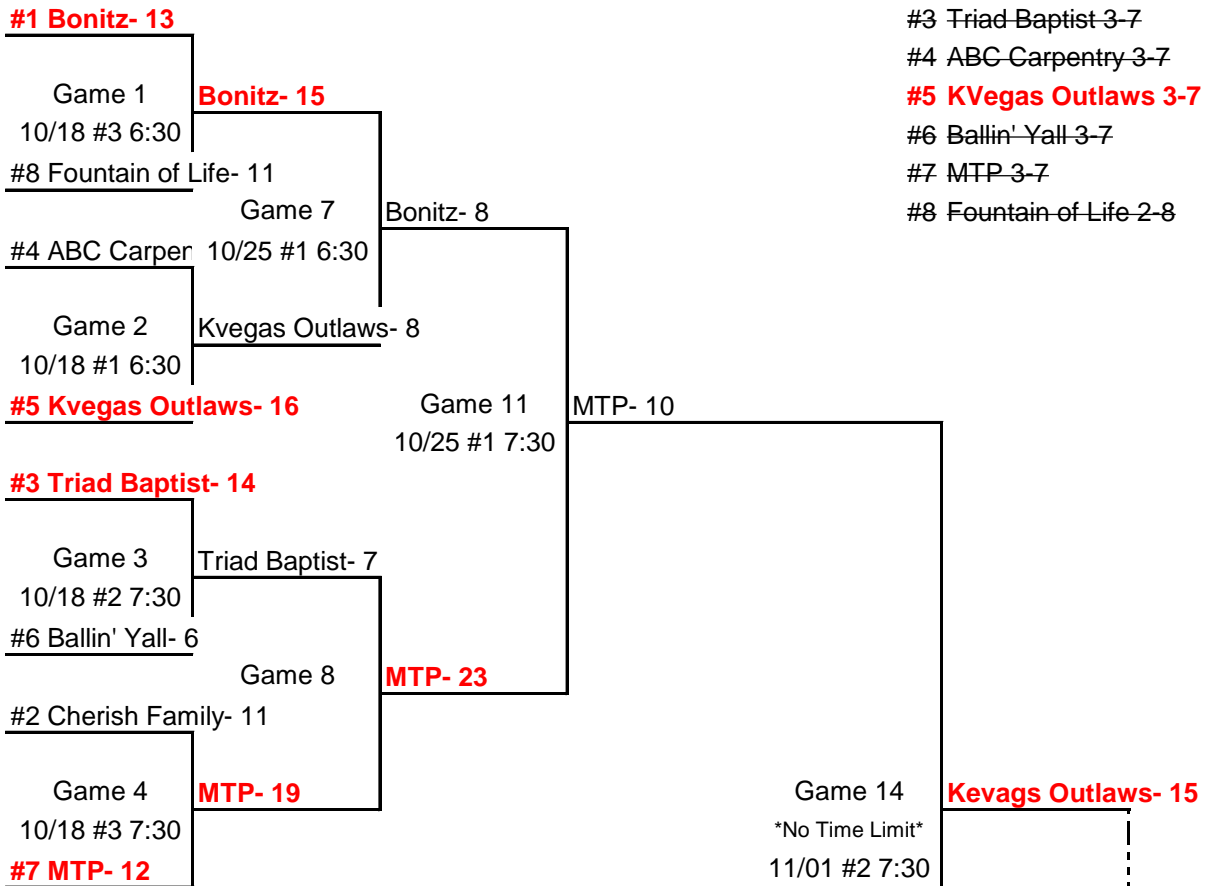 #1 Bonitz- 13
#3 Triad Baptist 3-7
#4 ABC Carpentry 3-7
Game 1
Bonitz- 15
#5 KVegas Outlaws 3-7
10/18 #3 6:30
#6 Ballin' Yall 3-7
#8 Fountain of Life- 11
#7 MTP 3-7
Game 7
Bonitz- 8
#8 Fountain of Life 2-8
#4 ABC Carpen
10/25 #1 6:30
Game 2
Kvegas Outlaws- 8
10/18 #1 6:30
#5 Kvegas Outlaws- 16
Game 11
MTP- 10
10/25 #1 7:30
#3 Triad Baptist- 14
Game 3
Triad Baptist- 7
10/18 #2 7:30
#6 Ballin' Yall- 6
Game 8
MTP- 23
#2 Cherish Family- 11
Game 4
MTP- 19
Game 14
Kevags Outlaws- 15
10/18 #3 7:30
*No Time Limit*
#7 MTP- 12
11/01 #2 7:30